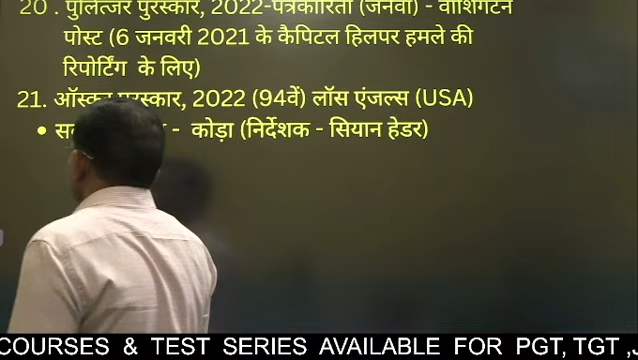 20 . पुलित्जर पुरस्कार, 2022-पत्रकारिता (जनवा) - वाशिंगटन
पोस्ट (6 जनवरी 2021 के कैपिटल हिलपर हमले की
रिपोर्टिंग के लिए)
21. ऑस्कर पुरस्कार, 2022 (94वें) लॉस एंजल्स (USA)
• - कोड़ा (निर्देशक - सियान हेडर)
COURSES & TEST SERIES AVAILABLE FOR PGT, TGT ,